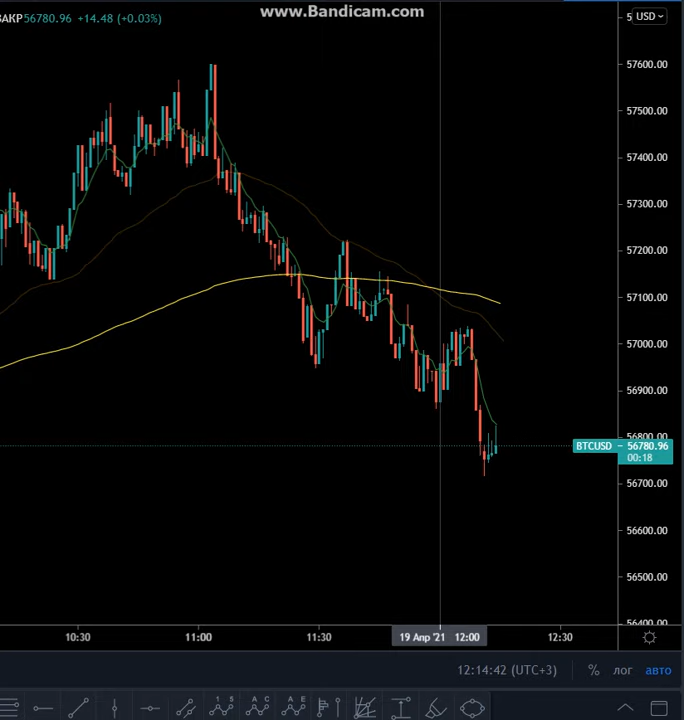 www.Bandicam.com
ЗАКР56780.96 +14.48 (+0.03%)
USD
57600.00
57500.00
57400.00
57300.00
57200.00
57100.00
57000.00
56900.00
56800.00
BTCUSD 56780.96
00:18
56700.00
56600.00
56500.00
56400.00
10:30 11:00 11:30 19 Апр '21 12:00 12:30
12:14:42 (UTC+3) % лог авто
1 5 A C A E